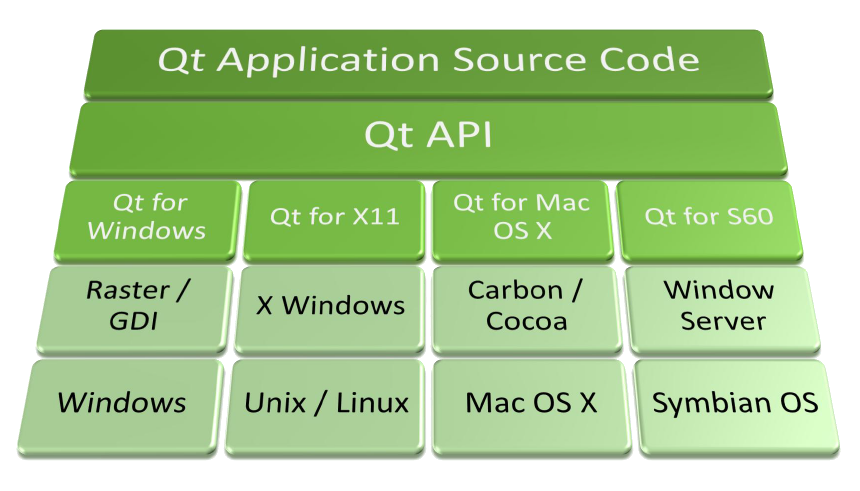 Qt Application Source Code
Qt API
Qt for
Windows
Qt for X11
Qt for Mac
OS X
Qt for S60
Raster /
GDI
X Windows
Carbon /
Cocoa
Window
Server
Windows
Unix / Linux
Mac OS X
Symbian OS